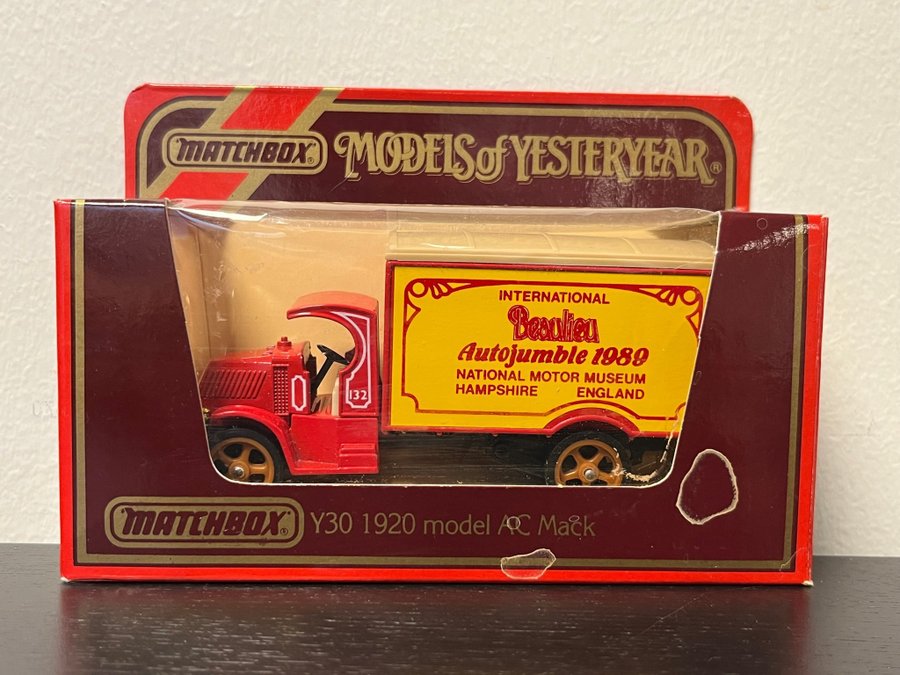 MATCHBOX
MODELS of YESTERYEAR ®
INTERNATIONAL
Beaulieu
Autojumble 1989
NATIONAL MOTOR MUSEUM
HAMPSHIRE ENGLAND
132
MATCHBOX
Y30 1920 model AC Mack